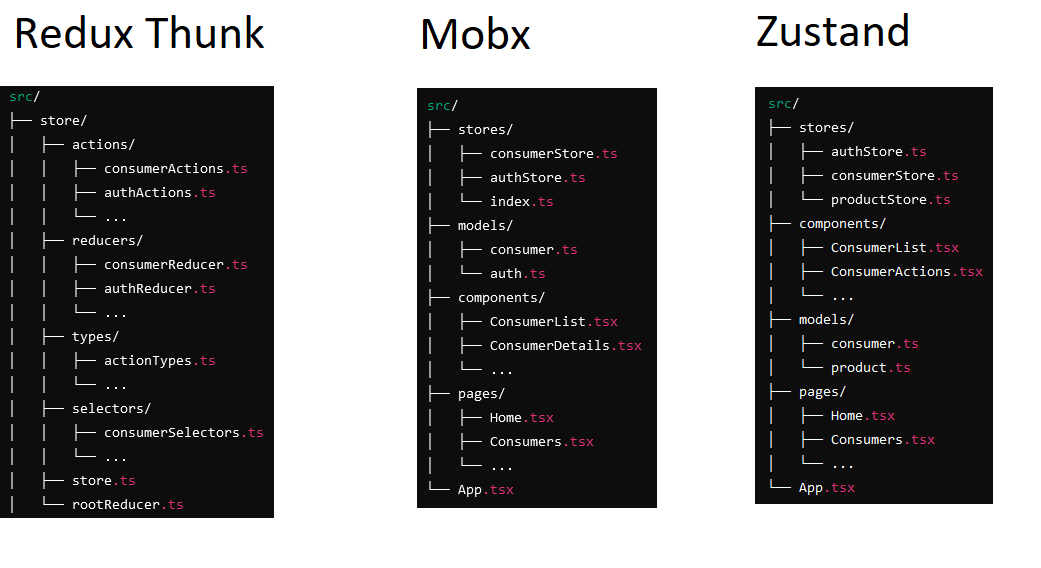 Redux Thunk
src/
├── store/
│   ├── actions/
│   │   ├── consumerActions.ts
│   │   ├── authActions.ts
│   │   └── ...
│   ├── reducers/
│   │   ├── consumerReducer.ts
│   │   ├── authReducer.ts
│   │   └── ...
│   ├── types/
│   │   ├── actionTypes.ts
│   │   └── ...
│   ├── selectors/
│   │   ├── consumerSelectors.ts
│   │   └── ...
│   ├── store.ts
│   └── rootReducer.ts
Mobx
src/
├── stores/
│   ├── consumerStore.ts
│   ├── authStore.ts
│   └── index.ts
├── models/
│   ├── consumer.ts
│   └── auth.ts
├── components/
│   ├── ConsumerList.tsx
│   ├── ConsumerDetails.tsx
│   └── ...
├── pages/
│   ├── Home.tsx
│   ├── Consumers.tsx
│   └── ...
└── App.tsx
Zustand
src/
├── stores/
│   ├── authStore.ts
│   ├── consumerStore.ts
│   └── productStore.ts
├── components/
│   ├── ConsumerList.tsx
│   ├── ConsumerActions.tsx
│   └── ...
├── models/
│   ├── consumer.ts
│   └── product.ts
├── pages/
│   ├── Home.tsx
│   ├── Consumers.tsx
│   └── ...
└── App.tsx